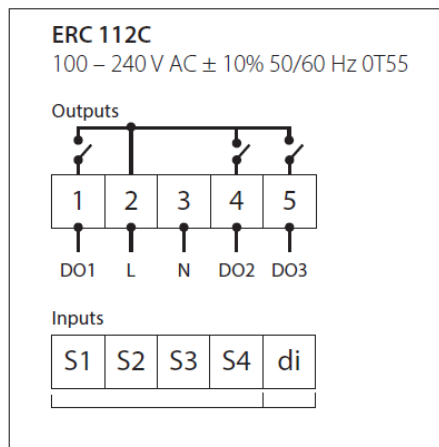 ERC 112C
100 – 240 V AC ± 10% 50/60 Hz 0T55
Outputs
1 2 3 4 5
DO1 L N DO2 DO3
Inputs
S1 S2 S3 S4 di